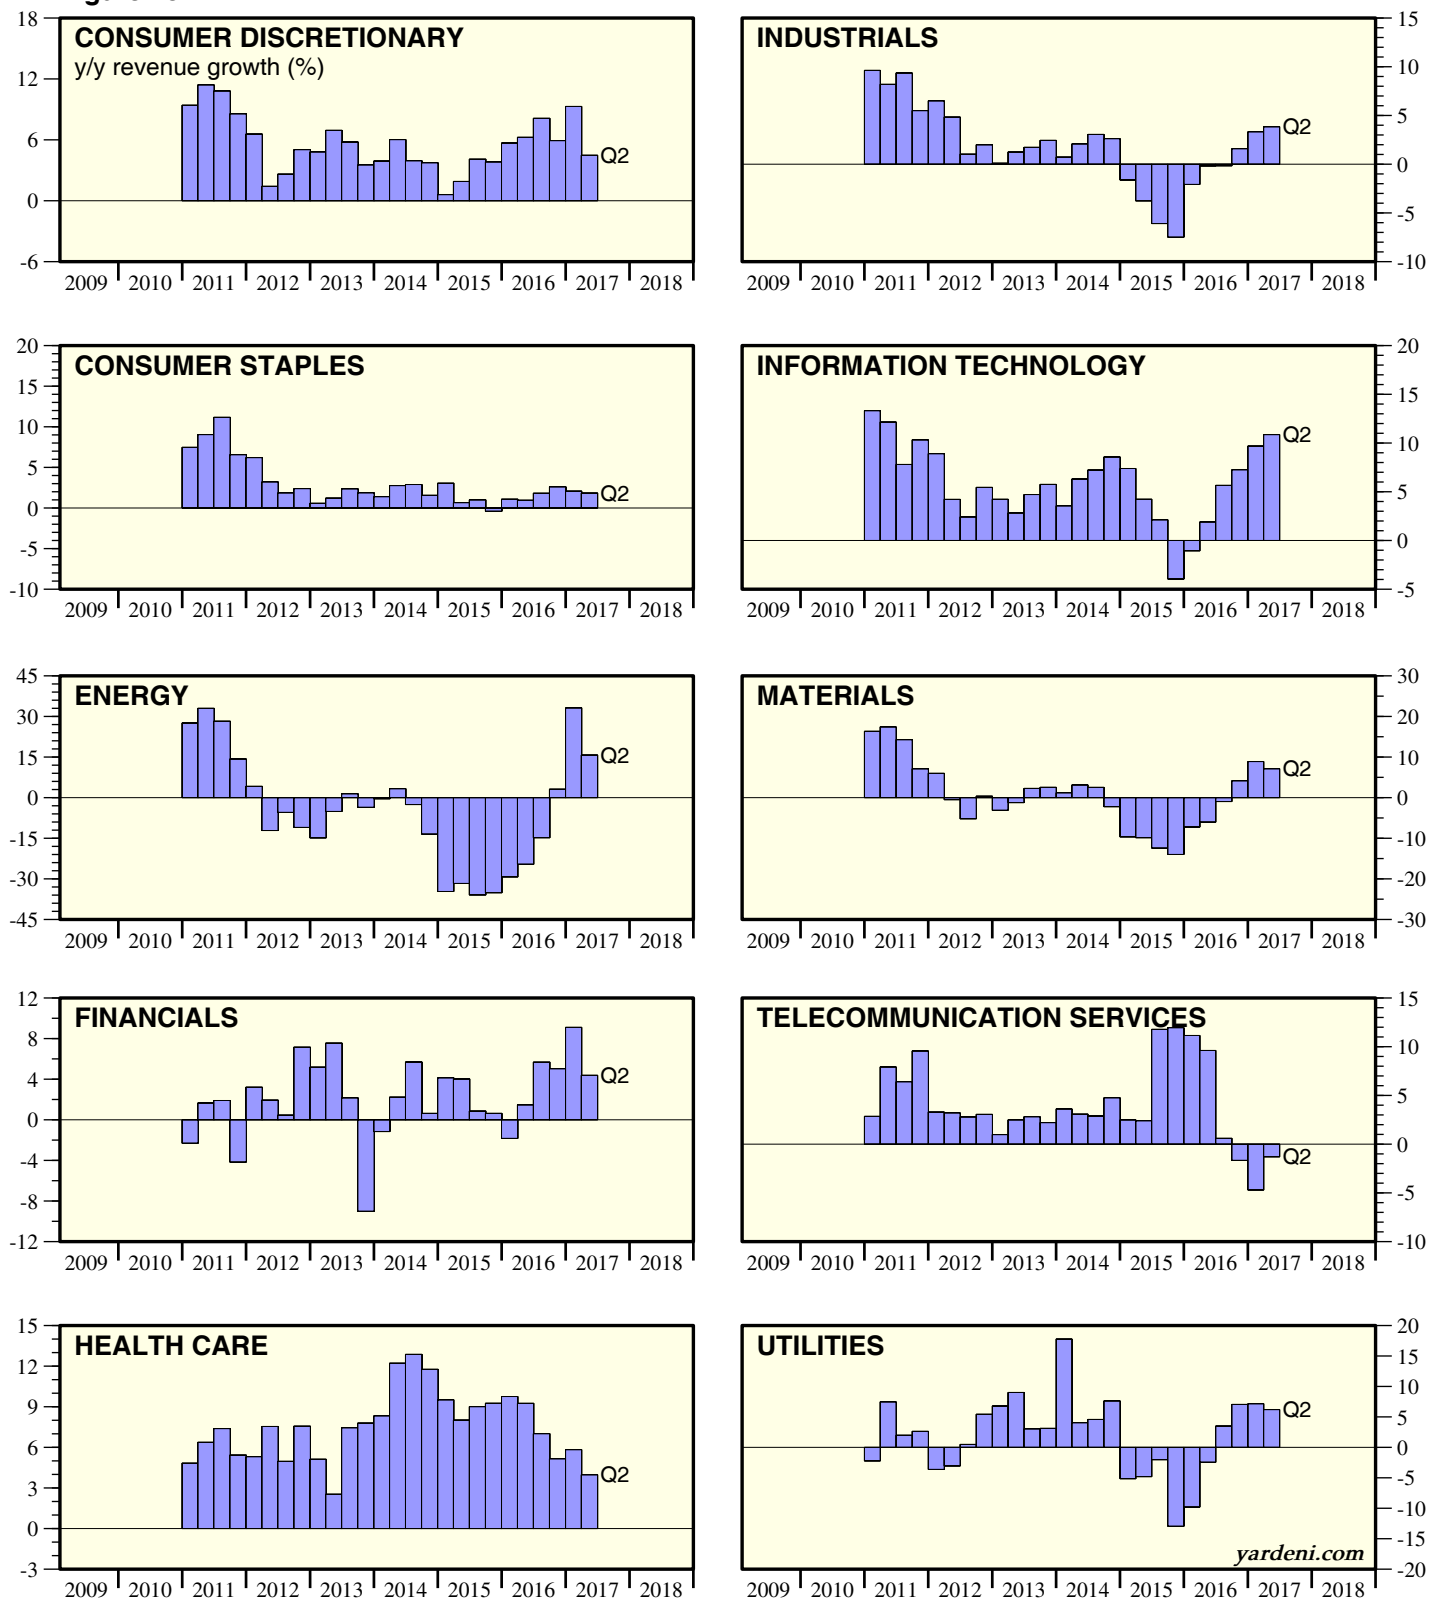 CONSUMER DISCRETIONARY
y/y revenue growth (%)
18
12
6
0
-6
Q2
2009 2010 2011 2012 2013 2014 2015 2016 2017 2018
INDUSTRIALS
15
10
5
0
-5
-10
Q2
2009 2010 2011 2012 2013 2014 2015 2016 2017 2018
CONSUMER STAPLES
20
15
10
5
0
-5
-10
Q2
2009 2010 2011 2012 2013 2014 2015 2016 2017 2018
INFORMATION TECHNOLOGY
20
15
10
5
0
-5
Q2
2009 2010 2011 2012 2013 2014 2015 2016 2017 2018
ENERGY
45
30
15
0
-15
-30
-45
Q2
2009 2010 2011 2012 2013 2014 2015 2016 2017 2018
MATERIALS
30
20
10
0
-10
-20
-30
Q2
2009 2010 2011 2012 2013 2014 2015 2016 2017 2018
FINANCIALS
12
8
4
0
-4
-8
-12
Q2
2009 2010 2011 2012 2013 2014 2015 2016 2017 2018
TELECOMMUNICATION SERVICES
15
10
5
0
-5
-10
Q2
2009 2010 2011 2012 2013 2014 2015 2016 2017 2018
HEALTH CARE
15
12
9
6
3
0
-3
Q2
2009 2010 2011 2012 2013 2014 2015 2016 2017 2018
UTILITIES
20
15
10
5
0
-5
-10
-15
-20
Q2
yardeni.com
2009 2010 2011 2012 2013 2014 2015 2016 2017 2018